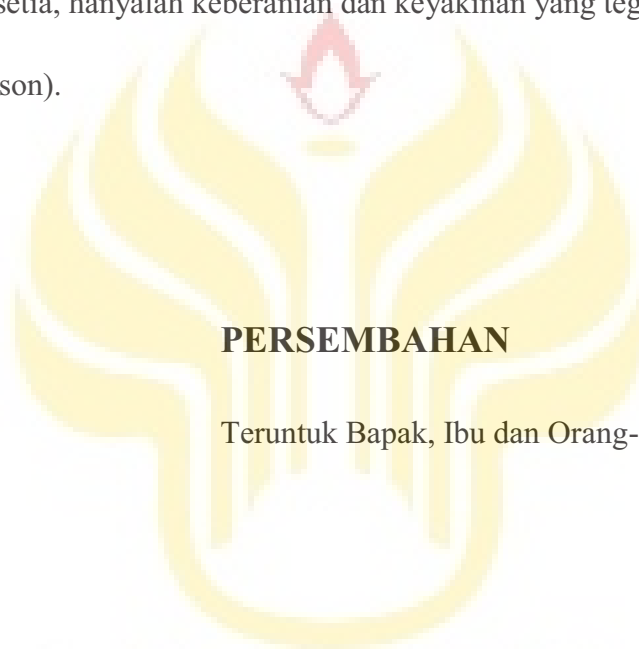 setia, hanyalah keberanian dan keyakinan yang teg
son).
PERSEMBAHAN
Teruntuk Bapak, Ibu dan Orang-